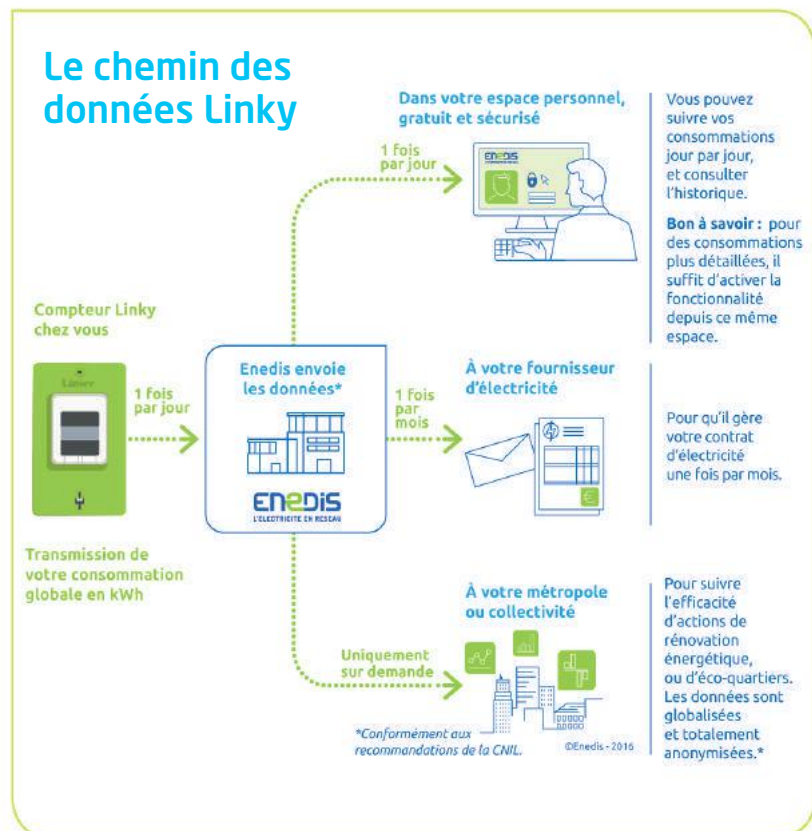 Le chemin des
données Linky
Dans votre espace personnel,
gratuit et sécurisé
1 fois
par jour
ENEDIS
Vous pouvez
suivre vos
consommations
jour par jour,
et consulter
l'historique.
Bon à savoir : pour
des consommations
plus détaillées, il
suffit d'activer la
fonctionnalité
depuis ce même
espace.
Compteur Linky
chez vous
Linky
1 fois
par jour
Enedis envoie
les données*
ENEDIS
L'ELECTRICITE EN RESEAU
1 fois
par
mois
À votre fournisseur
d'électricité
€
Pour qu'il gère
votre contrat
d'électricité
une fois par mois.
Transmission de
votre consommation
globale en kWh
Uniquement
sur demande
À votre métropole
ou collectivité
Pour suivre
l'efficacité
d'actions de
rénovation
énergétique,
ou d'éco-quartiers.
Les données sont
globalisées
et totalement
anonymisées.*
*Conformément aux
recommandations de la CNIL.
©Enedis - 2016